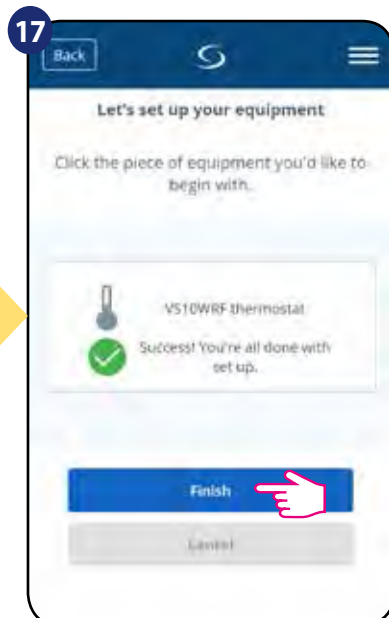 17
Back
Let's set up your equipment
Click the piece of equipment you'd like to
begin with.
VS10WRF thermostat
Success! You're all done with
set up.
Finish
Cancel